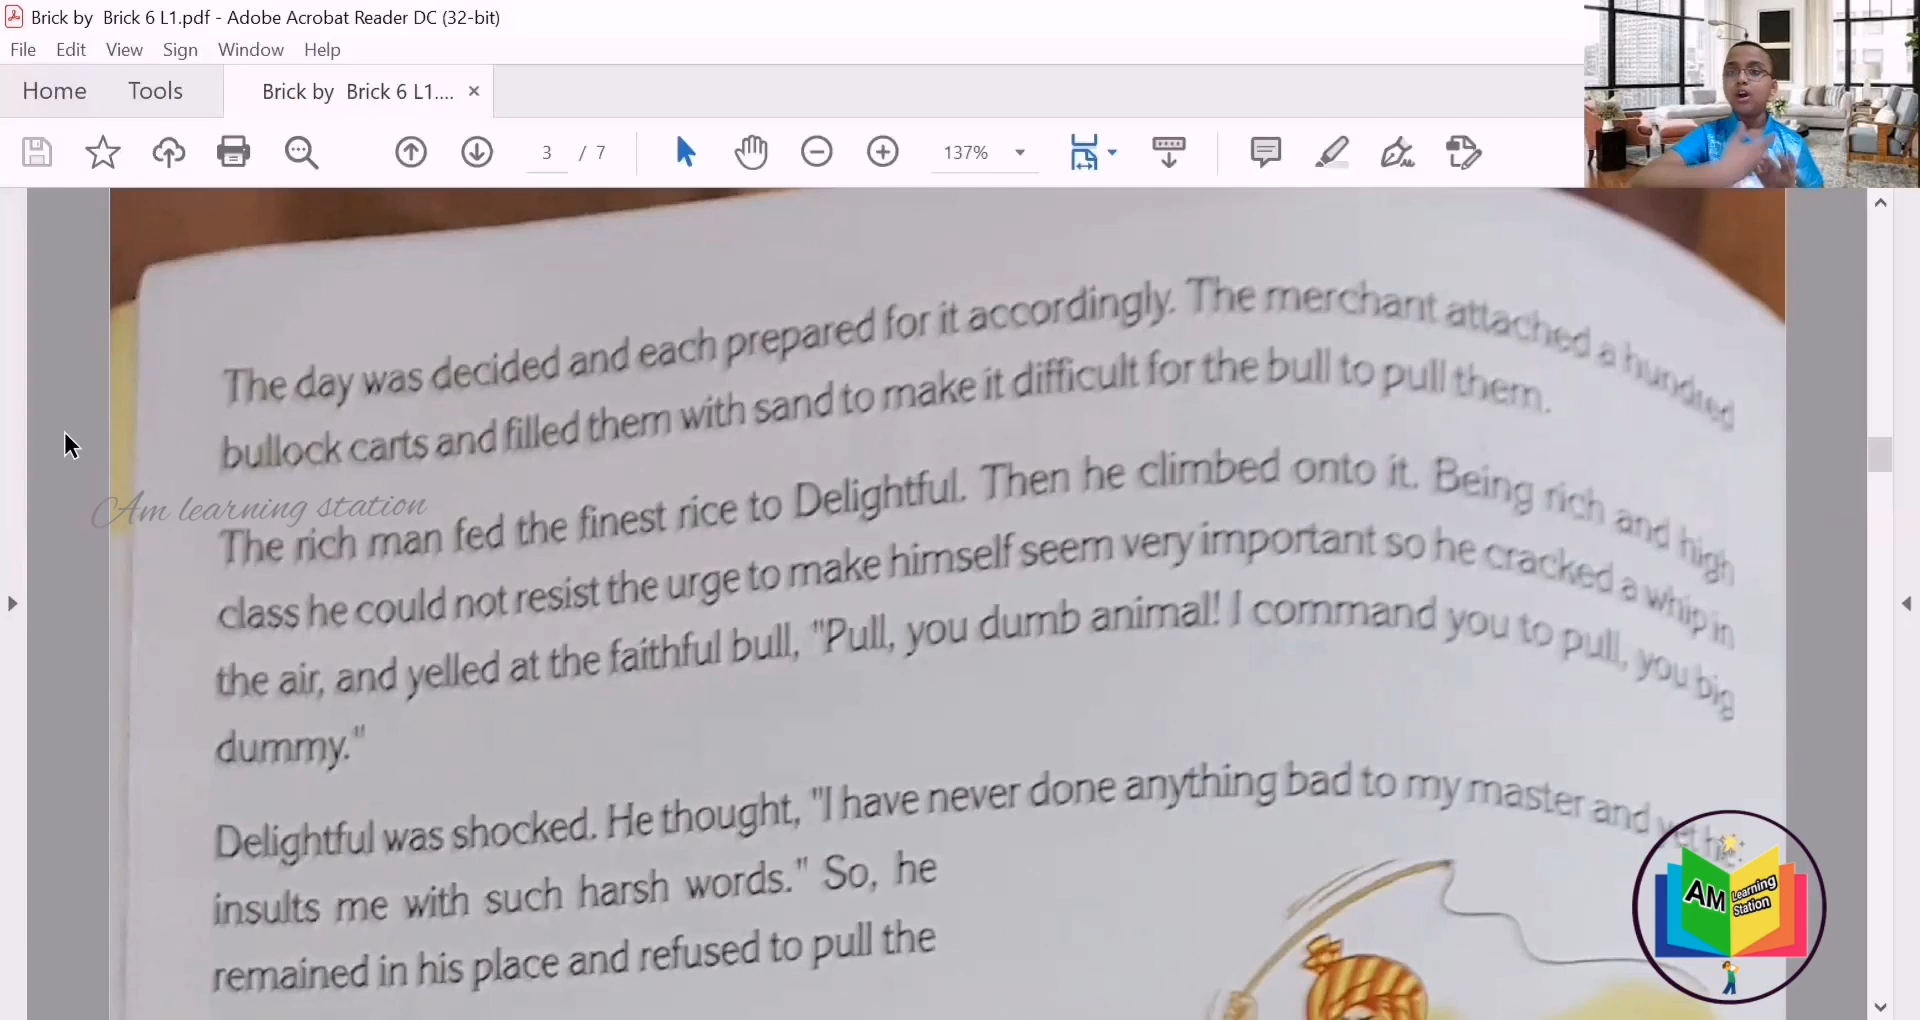 Brick by  Brick 6 L1.pdf - Adobe Acrobat Reader DC (32-bit)
File Edit View Sign Window Help
Home Tools Brick by  Brick 6 L1.... ×
3 / 7 137%
The day was decided and each prepared for it accordingly. The merchant attached a hundred
bullock carts and filled them with sand to make it difficult for the bull to pull them.
Am learning station
The rich man fed the finest rice to Delightful. Then he climbed onto it. Being rich and high
class he could not resist the urge to make himself seem very important so he cracked a whip in
the air, and yelled at the faithful bull, "Pull, you dumb animal! I command you to pull, you big
dummy."
Delightful was shocked. He thought, "I have never done anything bad to my master and yet he
insults me with such harsh words." So, he
remained in his place and refused to pull the
AM Learning
Station